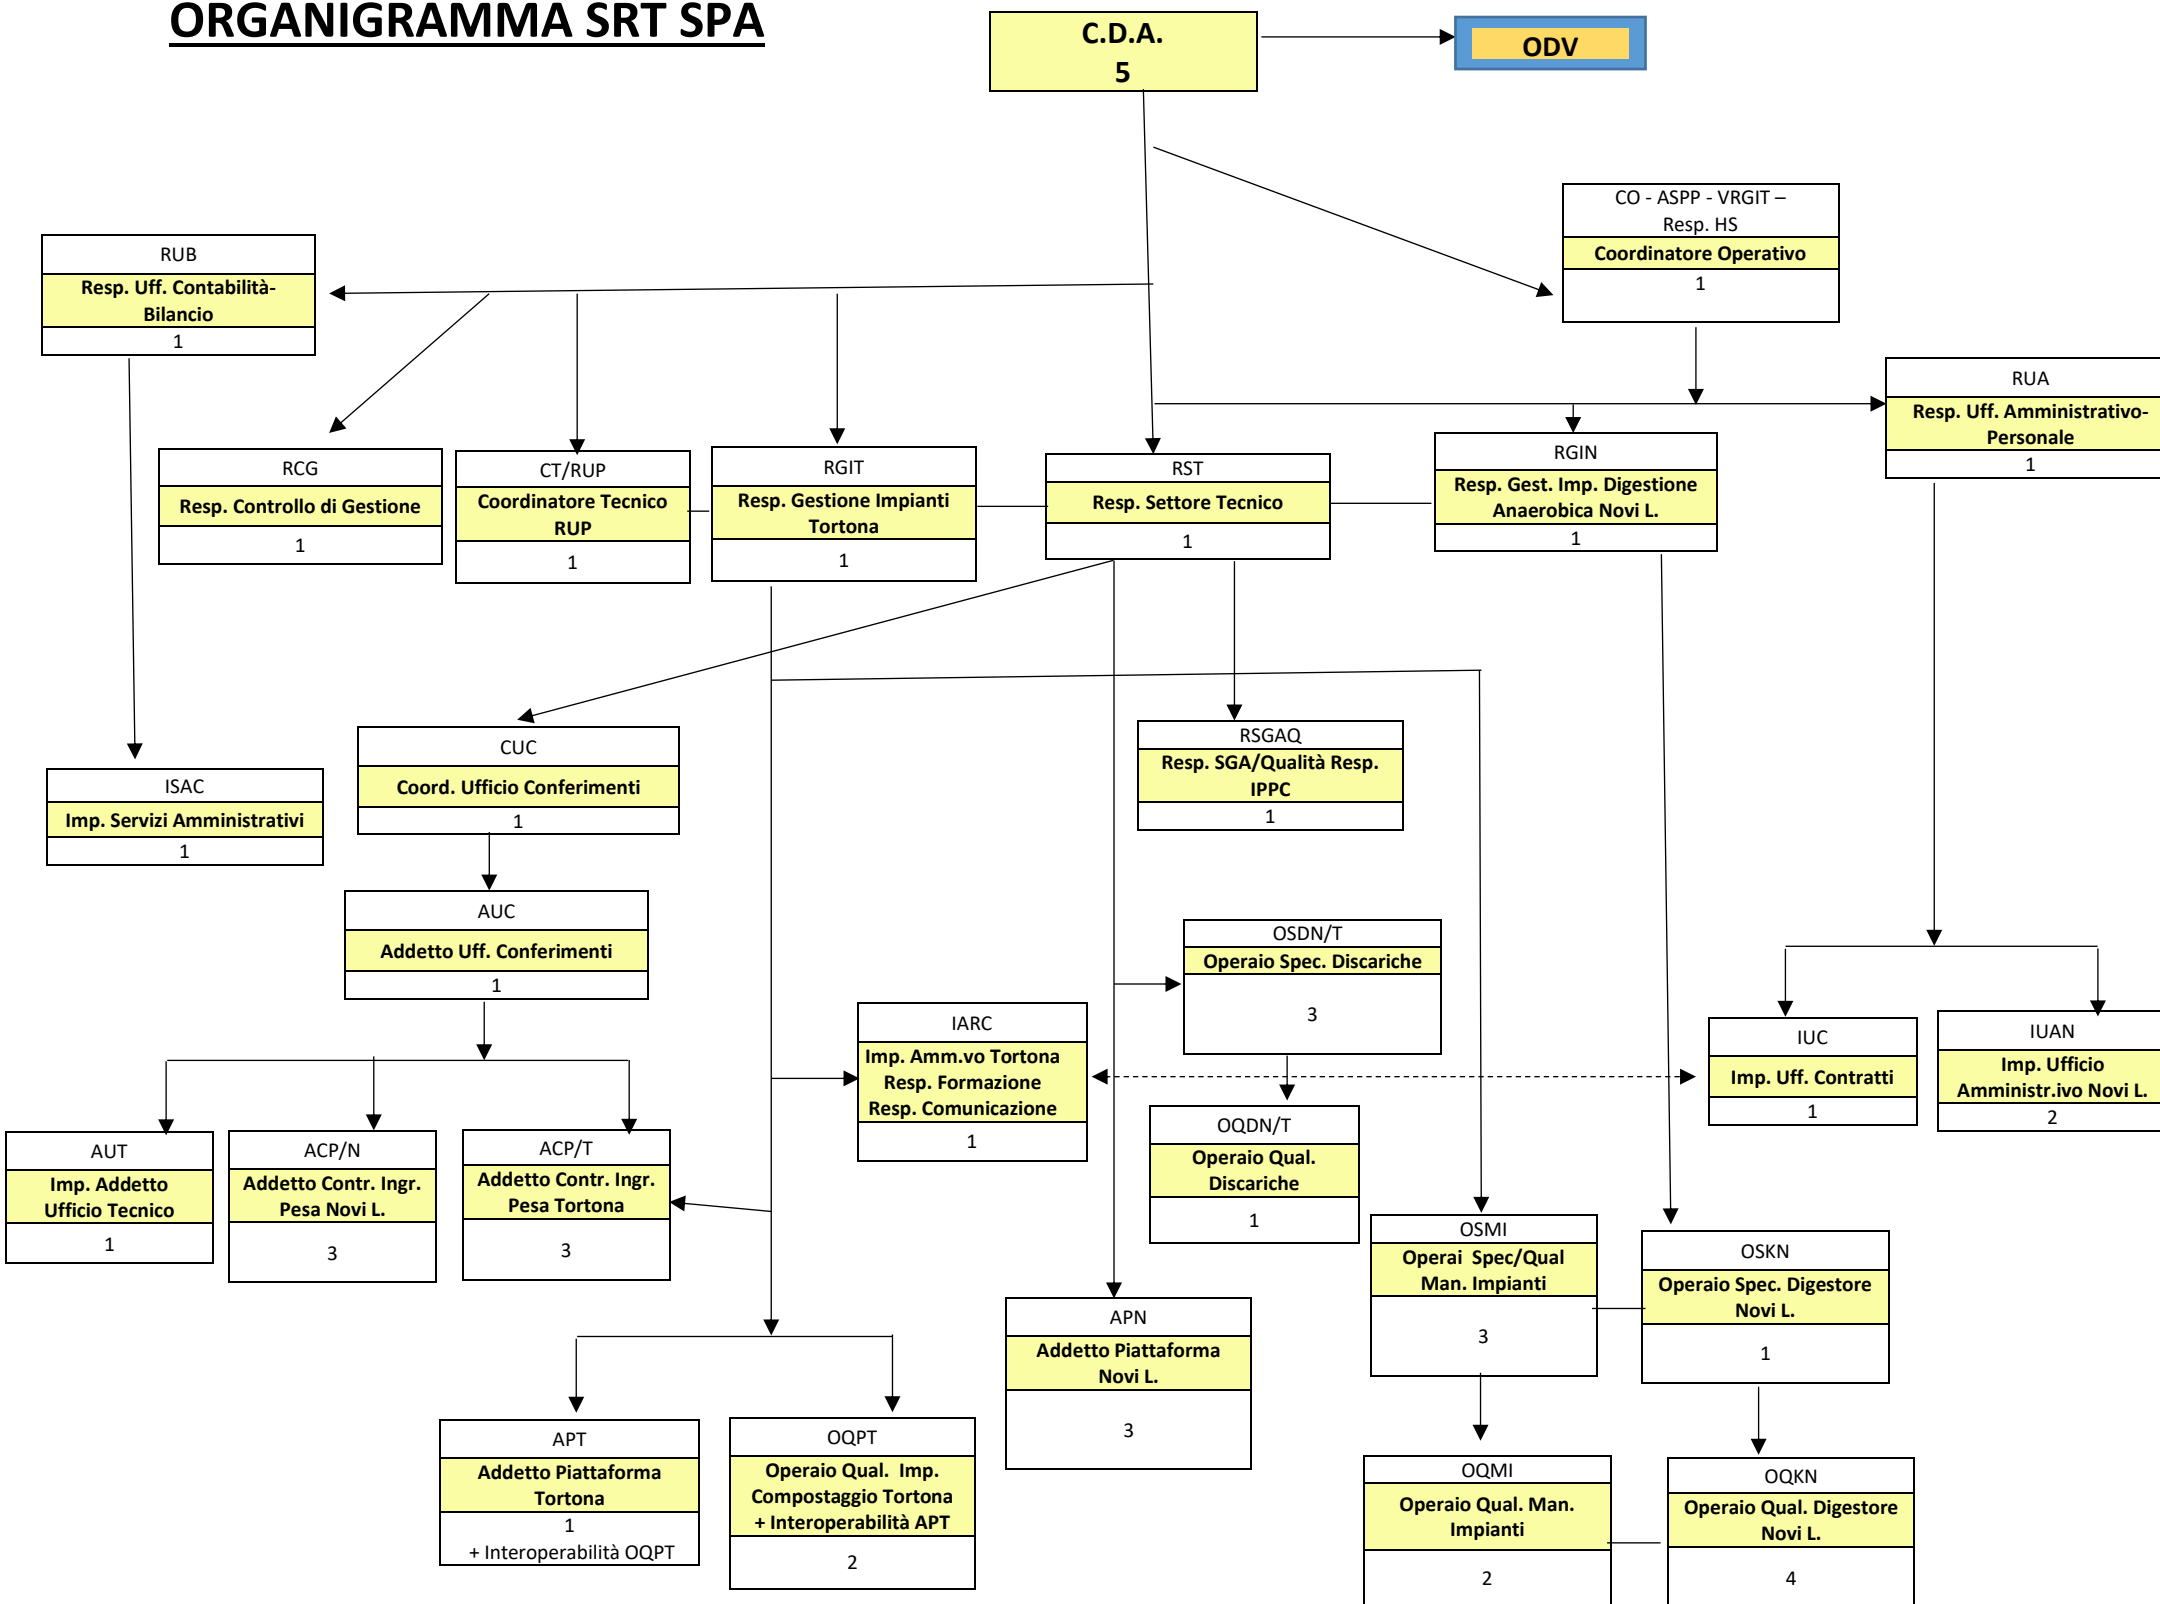 ORGANIGRAMMA SRT SPA
C.D.A.
5
ODV
CO - ASPP - VRGIT –
Resp. HS
Coordinatore Operativo
1
RUB
Resp. Uff. Contabilità-
Bilancio
1
RUA
Resp. Uff. Amministrativo-
Personale
1
RCG
Resp. Controllo di Gestione
1
CT/RUP
Coordinatore Tecnico
RUP
1
RGIT
Resp. Gestione Impianti
Tortona
1
RST
Resp. Settore Tecnico
1
RGIN
Resp. Gest. Imp. Digestione
Anaerobica Novi L.
1
CUC
Coord. Ufficio Conferimenti
1
RSGAQ
Resp. SGA/Qualità Resp.
IPPC
1
ISAC
Imp. Servizi Amministrativi
1
AUC
Addetto Uff. Conferimenti
1
OSDN/T
Operaio Spec. Discariche
3
IARC
Imp. Amm.vo Tortona
Resp. Formazione
Resp. Comunicazione
1
IUC
Imp. Uff. Contratti
1
IUAN
Imp. Ufficio
Amministr.ivo Novi L.
2
AUT
Imp. Addetto
Ufficio Tecnico
1
ACP/N
Addetto Contr. Ingr.
Pesa Novi L.
3
ACP/T
Addetto Contr. Ingr.
Pesa Tortona
3
OQDN/T
Operaio Qual.
Discariche
1
OSMI
Operai  Spec/Qual
Man. Impianti
3
OSKN
Operaio Spec. Digestore
Novi L.
1
APN
Addetto Piattaforma
Novi L.
3
APT
Addetto Piattaforma
Tortona
1
+ Interoperabilità OQPT
OQPT
Operaio Qual.  Imp.
Compostaggio Tortona
+ Interoperabilità APT
2
OQMI
Operaio Qual. Man.
Impianti
2
OQKN
Operaio Qual. Digestore
Novi L.
4